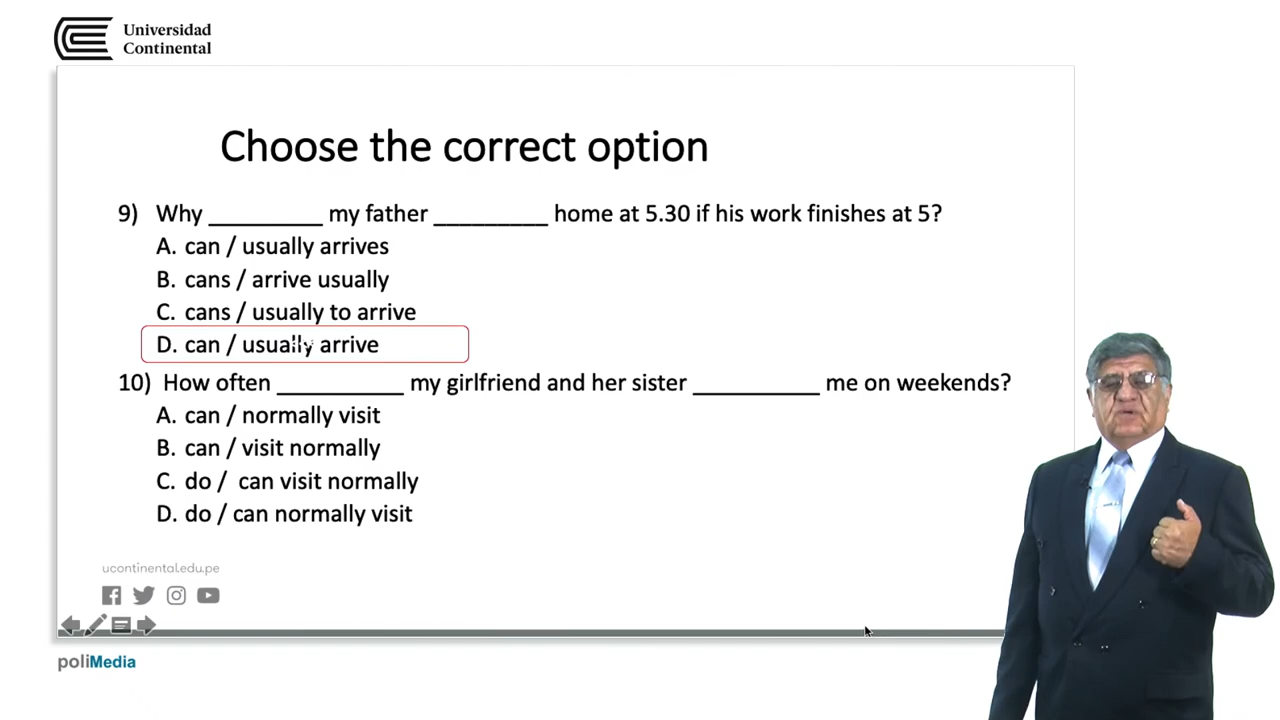 Universidad
Continental
Choose the correct option
9) Why _________ my father _________ home at 5.30 if his work finishes at 5?
A. can / usually arrives
B. cans / arrive usually
C. cans / usually to arrive
D. can / usually arrive
10) How often __________ my girlfriend and her sister __________ me on weekends?
A. can / normally visit
B. can / visit normally
C. do / can visit normally
D. do / can normally visit
ucontinental.edu.pe
poliMedia